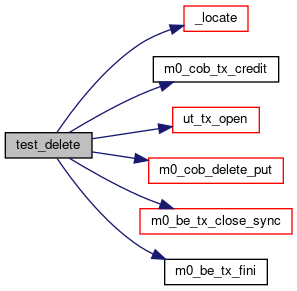 _locate
m0_cob_tx_credit
ut_tx_open
test_delete
m0_cob_delete_put
m0_be_tx_close_sync
m0_be_tx_fini